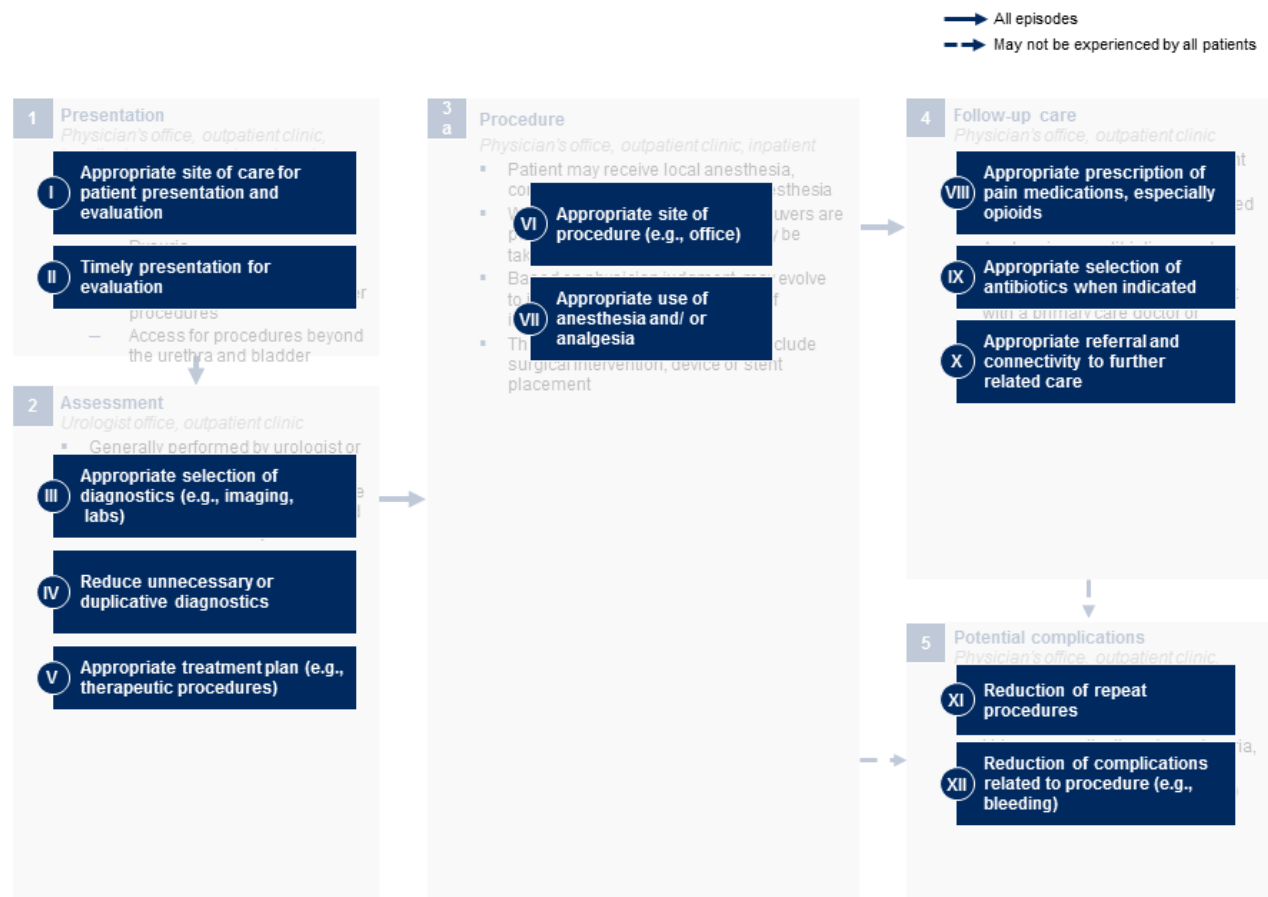 All episodes
May not be experienced by all patients
1
Presentation
Physician's office, outpatient clinic,
I
Appropriate site of care for
patient presentation and
evaluation
II
Timely presentation for
evaluation
procedures
– Access for procedures beyond
the urethra and bladder
2
Assessment
Urologist office, outpatient clinic
▪ Generally performed by urologist or
III
Appropriate selection of
diagnostics (e.g., imaging,
labs)
IV
Reduce unnecessary or
duplicative diagnostics
V
Appropriate treatment plan (e.g.,
therapeutic procedures)
3
a
Procedure
Physician's office, outpatient clinic, inpatient
▪ Patient may receive local anesthesia,
VI
Appropriate site of
procedure (e.g., office)
VII
Appropriate use of
anesthesia and/ or
analgesia
surgical intervention, device or stent
placement
4
Follow-up care
Physician's office, outpatient clinic
VIII
Appropriate prescription of
pain medications, especially
opioids
IX
Appropriate selection of
antibiotics when indicated
with a primary care doctor or
X
Appropriate referral and
connectivity to further
related care
5
Potential complications
Physician's office, outpatient clinic,
XI
Reduction of repeat
procedures
XII
Reduction of complications
related to procedure (e.g.,
bleeding)